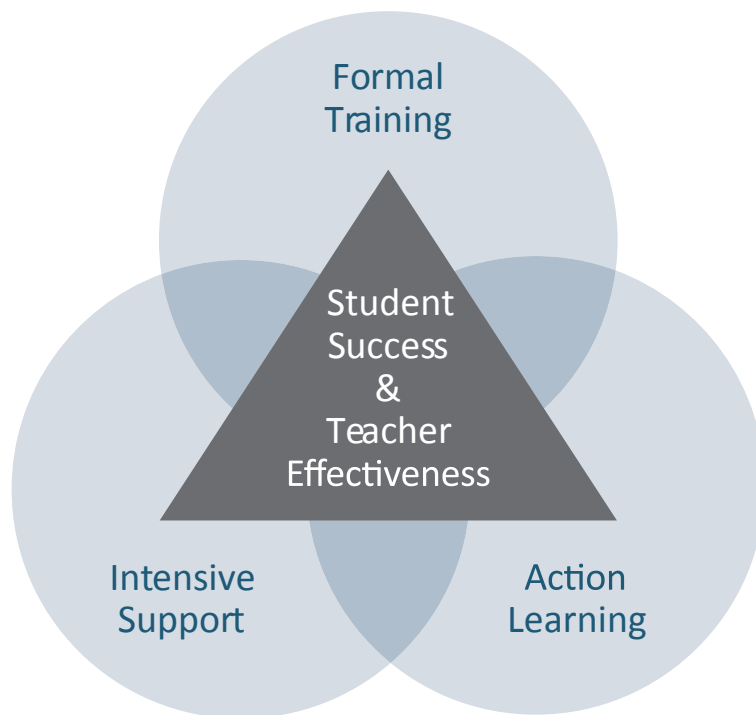 Formal
Training
Student
Success
&
Teacher
Effectiveness
Intensive
Support
Action
Learning